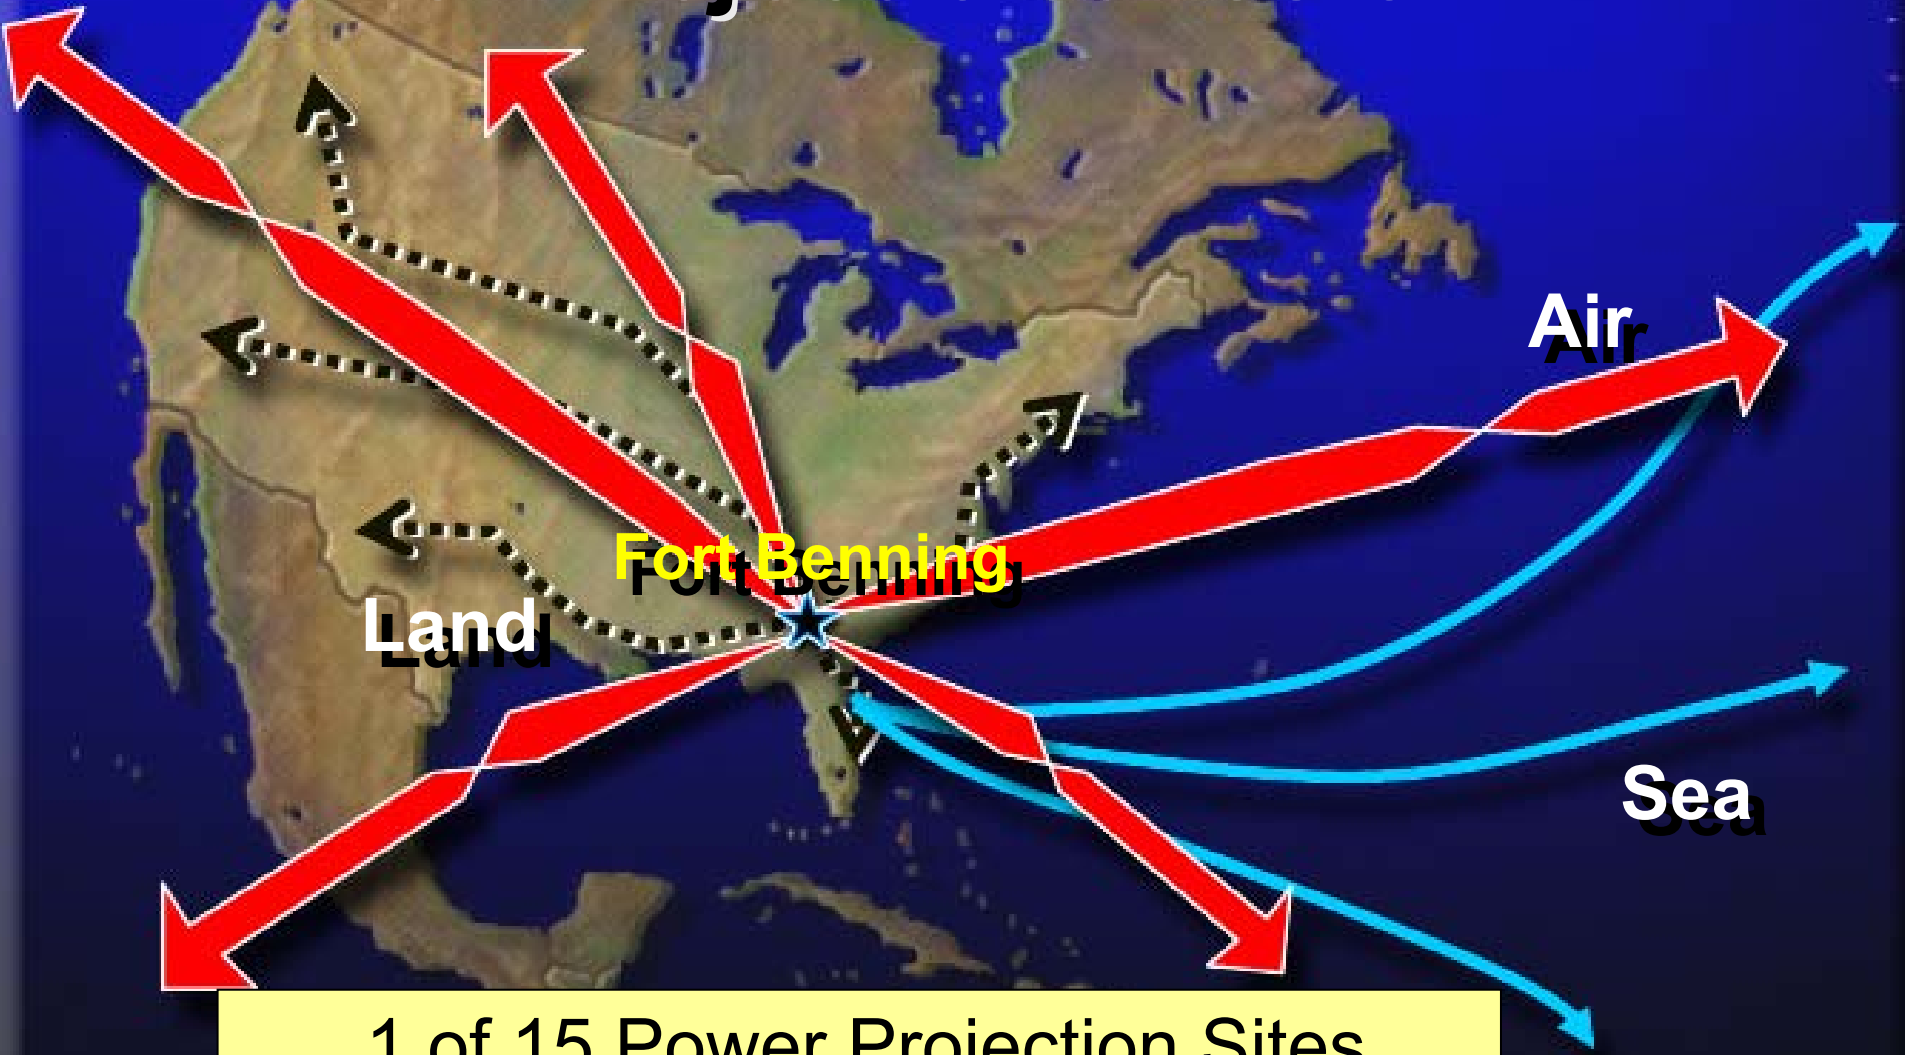 Air
Fort Benning
Land
Sea
1 of 15 Power Projection Sites